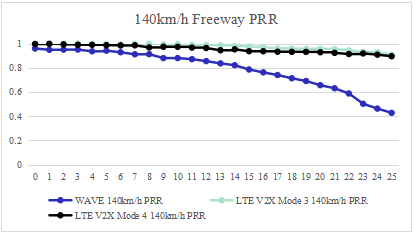 140km/h Freeway PRR
1
0.8
0.6
0.4
0.2
0
0 1 2 3 4 5 6 7 8 9 10 11 12 13 14 15 16 17 18 19 20 21 22 23 24 25
WAVE 140km/h PRR LTE V2X Mode 3 140km/h PRR
LTE V2X Mode 4 140km/h PRR